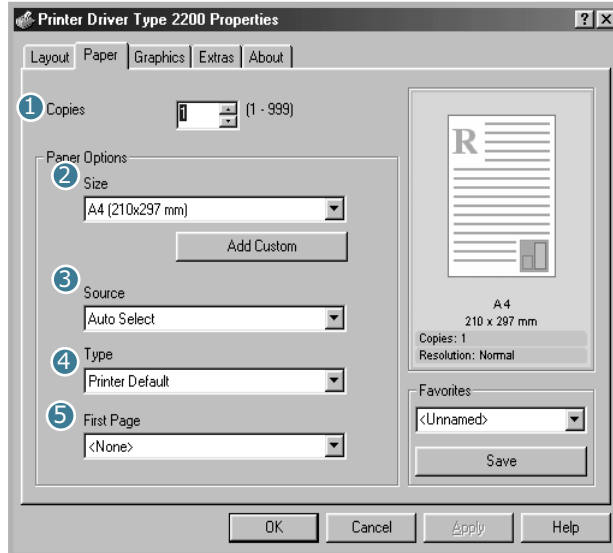 Printer Driver Type 2200 Properties
Layout Paper Graphics Extras About
1 Copies 1 (1 - 999)
Paper Options
2 Size
A4 (210x297 mm)
Add Custom
3 Source
Auto Select
4 Type
Printer Default
5 First Page
<None>
R
A4
210 x 297 mm
Copies: 1
Resolution: Normal
Favorites
<Unnamed>
Save
OK Cancel Apply Help